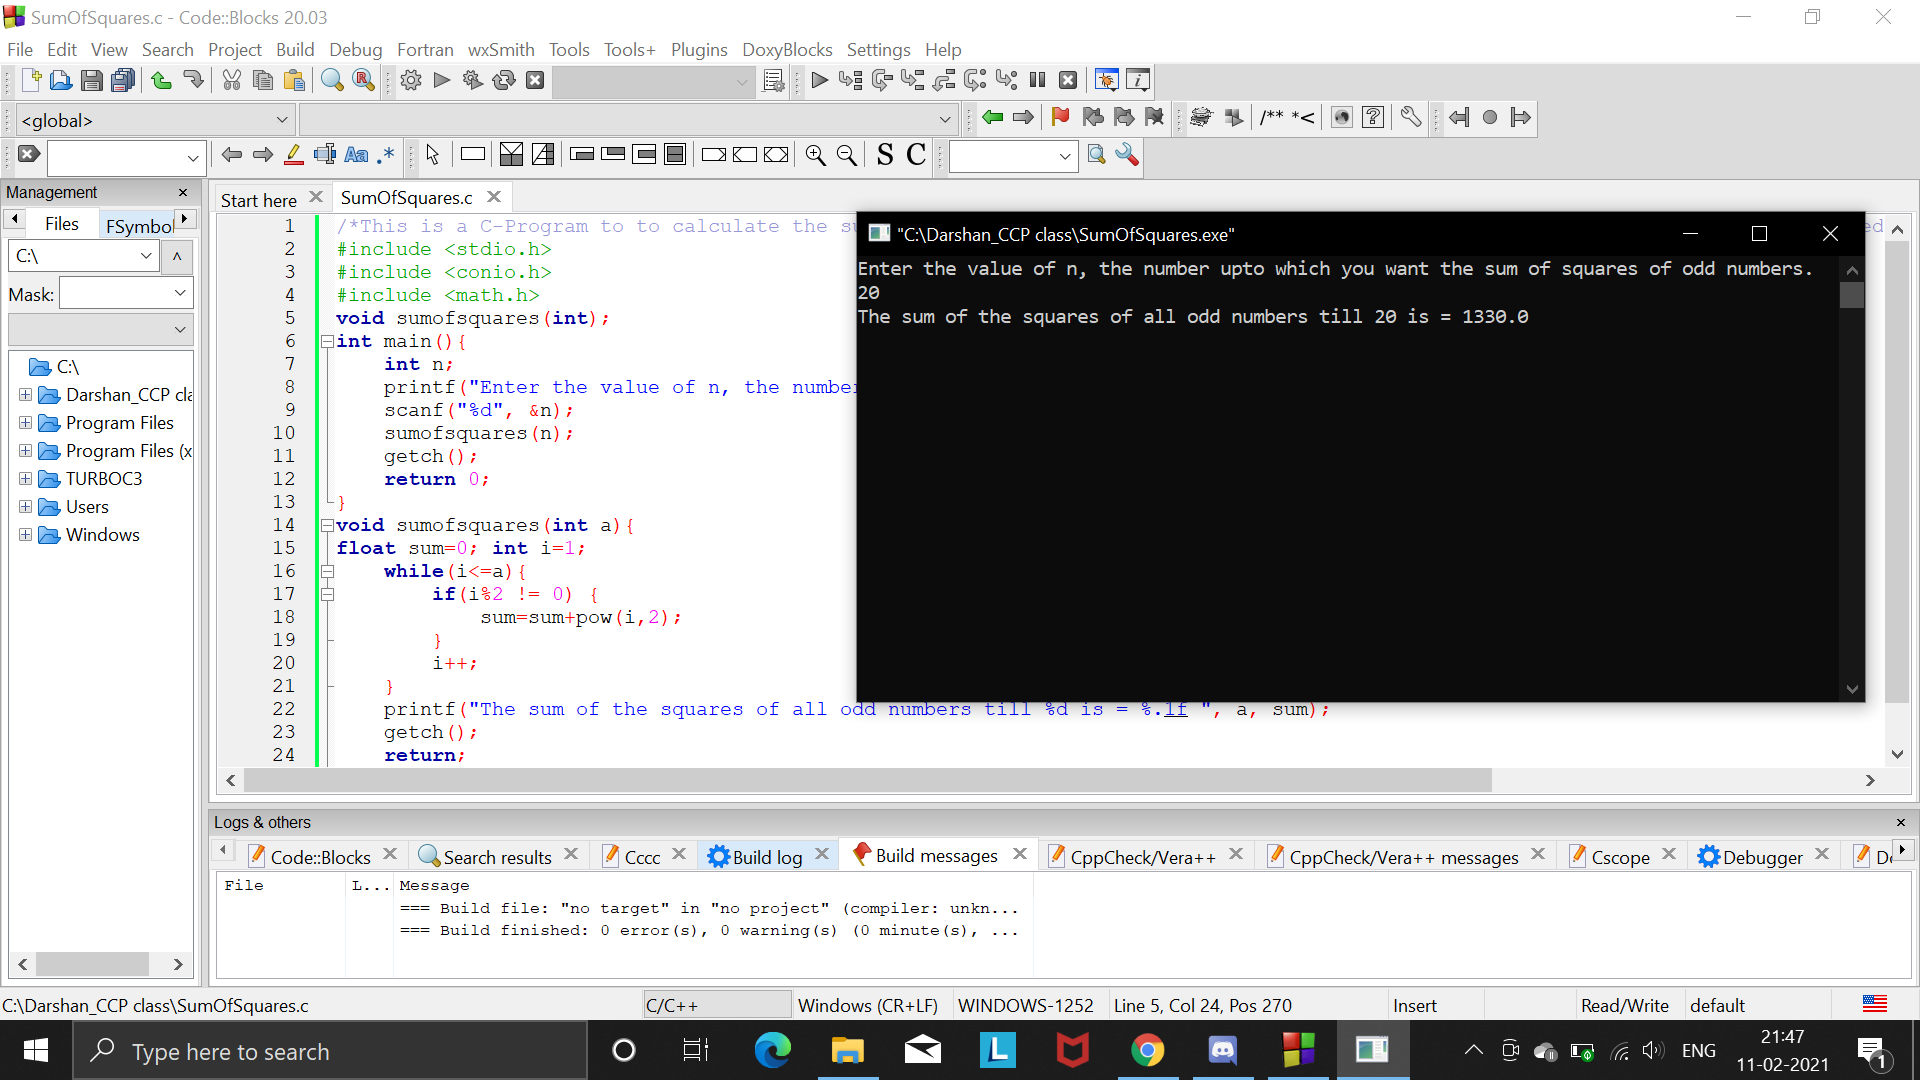 SumOfSquares.c - Code::Blocks 20.03
File Edit View Search Project Build Debug Fortran wxSmith Tools Tools+ Plugins DoxyBlocks Settings Help
<global>
/** *<
Aa .* S C
Management
Start here SumOfSquares.c
Files FSymbol
C:\
Mask:
C:\
Darshan_CCP cla
Program Files
Program Files (x
TURBOC3
Users
Windows
1 /*This is a C-Program to to calculate the su ed
2 #include <stdio.h>
3 #include <conio.h>
4 #include <math.h>
5 void sumofsquares(int);
6 int main(){
7 int n;
8 printf("Enter the value of n, the number
9 scanf("%d", &n);
10 sumofsquares(n);
11 getch();
12 return 0;
13 }
14 void sumofsquares(int a){
15 float sum=0; int i=1;
16 while(i<=a){
17 if(i%2 != 0) {
18 sum=sum+pow(i,2);
19 }
20 i++;
21 }
22 printf("The sum of the squares of all odd numbers till %d is = %.1f ", a, sum);
23 getch();
24 return;
"C:\Darshan_CCP class\SumOfSquares.exe"
Enter the value of n, the number upto which you want the sum of squares of odd numbers.
20
The sum of the squares of all odd numbers till 20 is = 1330.0
Logs & others
Code::Blocks Search results Cccc Build log Build messages CppCheck/Vera++ CppCheck/Vera++ messages Cscope Debugger
File L... Message
=== Build file: "no target" in "no project" (compiler: unkn...
=== Build finished: 0 error(s), 0 warning(s) (0 minute(s), ...
C:\Darshan_CCP class\SumOfSquares.c C/C++ Windows (CR+LF) WINDOWS-1252 Line 5, Col 24, Pos 270 Insert Read/Write default
Type here to search
L
ENG
21:47
11-02-2021
1